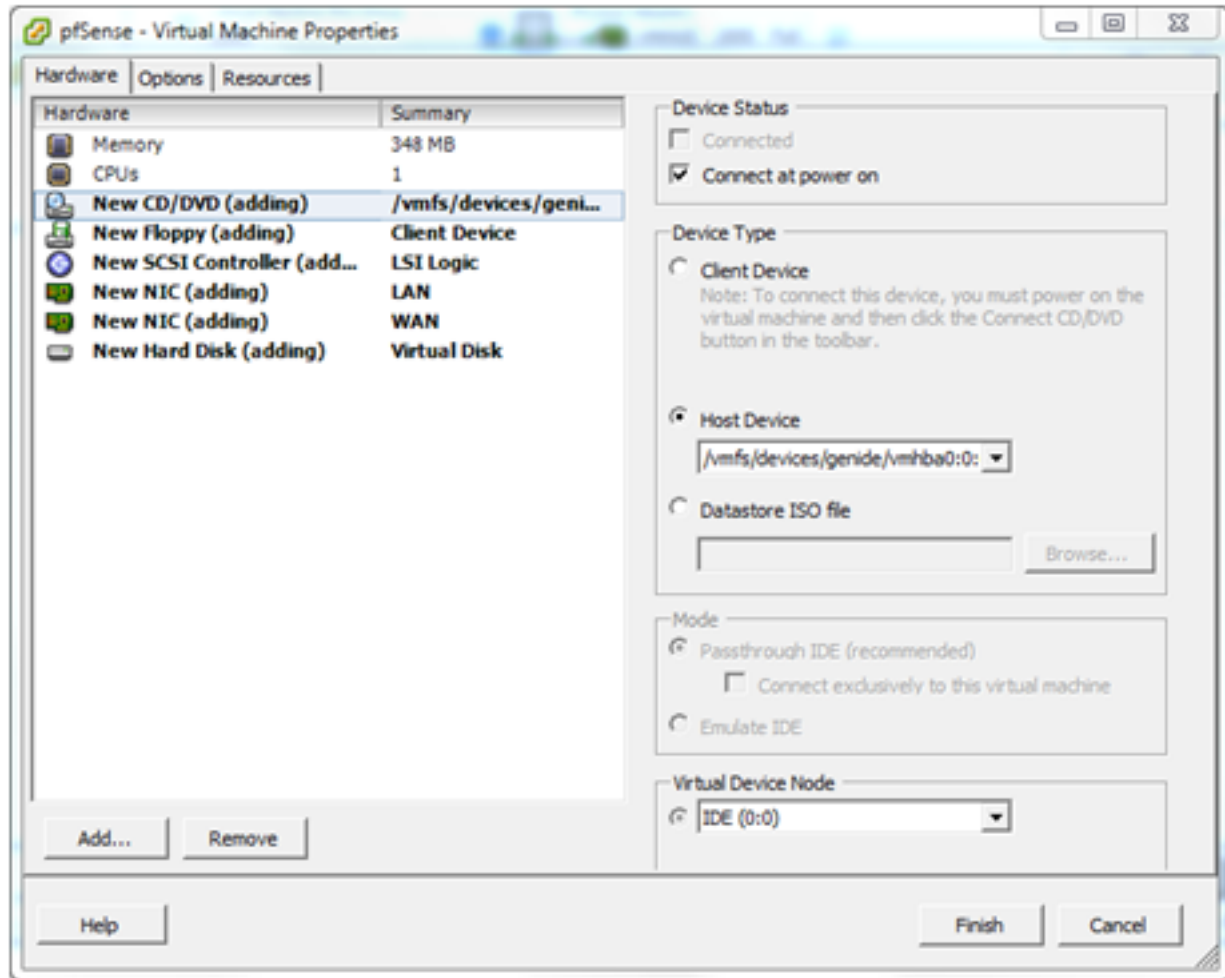 pfSense - Virtual Machine Properties
Hardware Options Resources
Hardware Summary
Memory 348 MB
CPUs 1
New CD/DVD (adding) /vmfs/devices/geni...
New Floppy (adding) Client Device
New SCSI Controller (add... LSI Logic
New NIC (adding) LAN
New NIC (adding) WAN
New Hard Disk (adding) Virtual Disk
Add... Remove
Device Status
Connected
Connect at power on
Device Type
Client Device
Note: To connect this device, you must power on the
virtual machine and then click the Connect CD/DVD
button in the toolbar.
Host Device
/vmfs/devices/genide/vmhba0:0:
Datastore ISO file
Browse...
Mode
Passthrough IDE (recommended)
Connect exclusively to this virtual machine
Emulate IDE
Virtual Device Node
IDE (0:0)
Help Finish Cancel